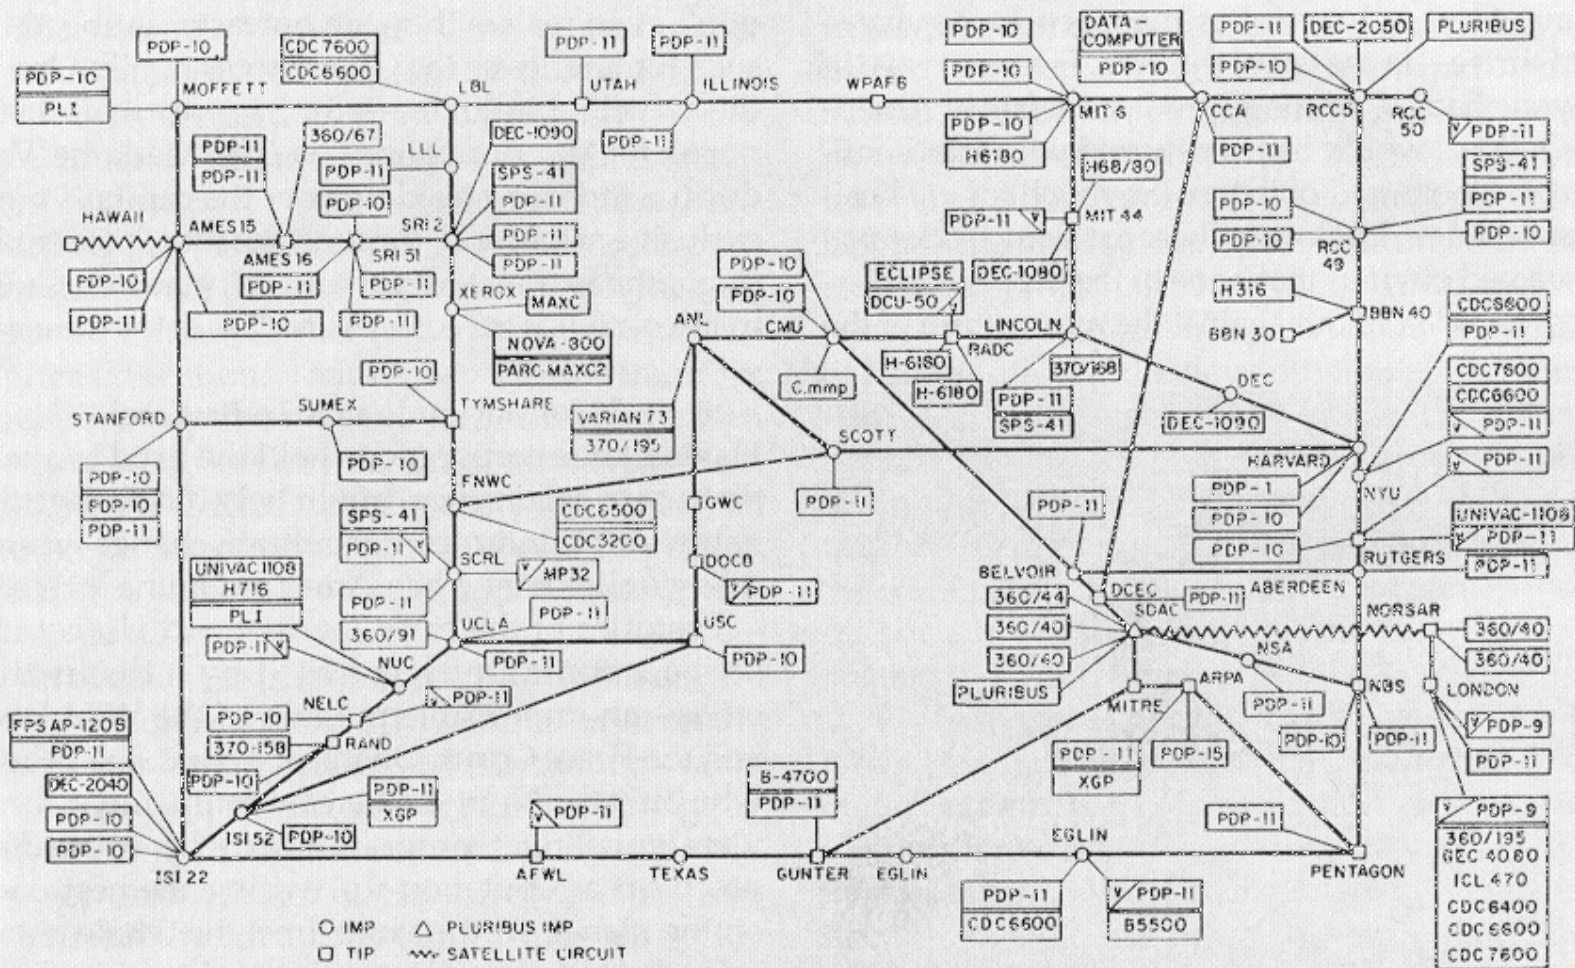 PDP-10
CDC7600
CDC6600
PDP-11
PDP-11
PDP-10
DATA-
COMPUTER
PDP-10
PDP-11
DEC-2050
PLURIBUS
PDP-10
PLI
MOFFETT
LBL
UTAH
ILLINOIS
WPAFB
PDP-10
PDP-10
MIT 6
CCA
PDP-10
RCC 5
RCC
50
PDP-11
PDP-11
PDP-11
360/67
LLL
PDP-11
DEC-1090
PDP-11
PDP-10
H6180
H68/80
PDP-11
PDP-11
SPS-41
PDP-11
PDP-10
HAWAII
AMES 15
AMES 16
PDP-10
SRI 51
SRI 2
SPS-41
PDP-11
PDP-11
PDP-11
PDP-11
MIT 44
DEC-1080
PDP-10
PDP-10
RCC
49
PDP-10
PDP-11
PDP-10
PDP-11
PDP-11
PDP-11
XEROX
MAXC
NOVA-800
PARC-MAXC2
PDP-10
PDP-10
ANL
CMU
C.mmp
ECLIPSE
DCU-50
H-6180
H-6180
RADC
LINCOLN
370/168
PDP-11
SPS-41
H316
BBN 40
BBN 30
CDC6600
PDP-11
CDC7600
CDC6600
PDP-11
PDP-11
STANFORD
SUMEX
PDP-10
TYMSHARE
PDP-10
PDP-10
PDP-10
PDP-11
VARIAN 73
370/195
SCOTT
PDP-11
DEC
DEC-1090
HARVARD
NYU
PDP-1
PDP-10
PDP-10
FNWC
CDC6500
CDC3200
GWC
SPS-41
PDP-11
SCRL
MP32
PDP-11
DOCB
PDP-11
PDP-11
BELVOIR
DCEC
PDP-11
ABERDEEN
RUTGERS
UNIVAC-1108
PDP-11
PDP-11
UNIVAC 1108
H716
PLI
PDP-11
NUC
360/91
UCLA
PDP-11
PDP-11
USC
PDP-10
360/44
360/40
360/40
PLURIBUS
SDAC
NORSAR
360/40
360/40
NSA
PDP-11
NBS
PDP-10
PDP-11
LONDON
PDP-9
PDP-11
NELC
PDP-10
PDP-11
370-158
RAND
PDP-10
MITRE
ARPA
PDP-11
XGP
PDP-15
FPS AP-120B
PDP-11
DEC-2040
PDP-10
PDP-10
ISI 22
ISI 52
PDP-11
XGP
PDP-10
PDP-11
AFWL
TEXAS
B-4700
PDP-11
GUNTER
EGLIN
EGLIN
PDP-11
CDC6600
PDP-11
B5500
PDP-11
PENTAGON
PDP-9
360/195
GEC 4080
ICL 470
CDC6400
CDC6600
CDC7600
IMP
PLURIBUS IMP
TIP
SATELLITE CIRCUIT